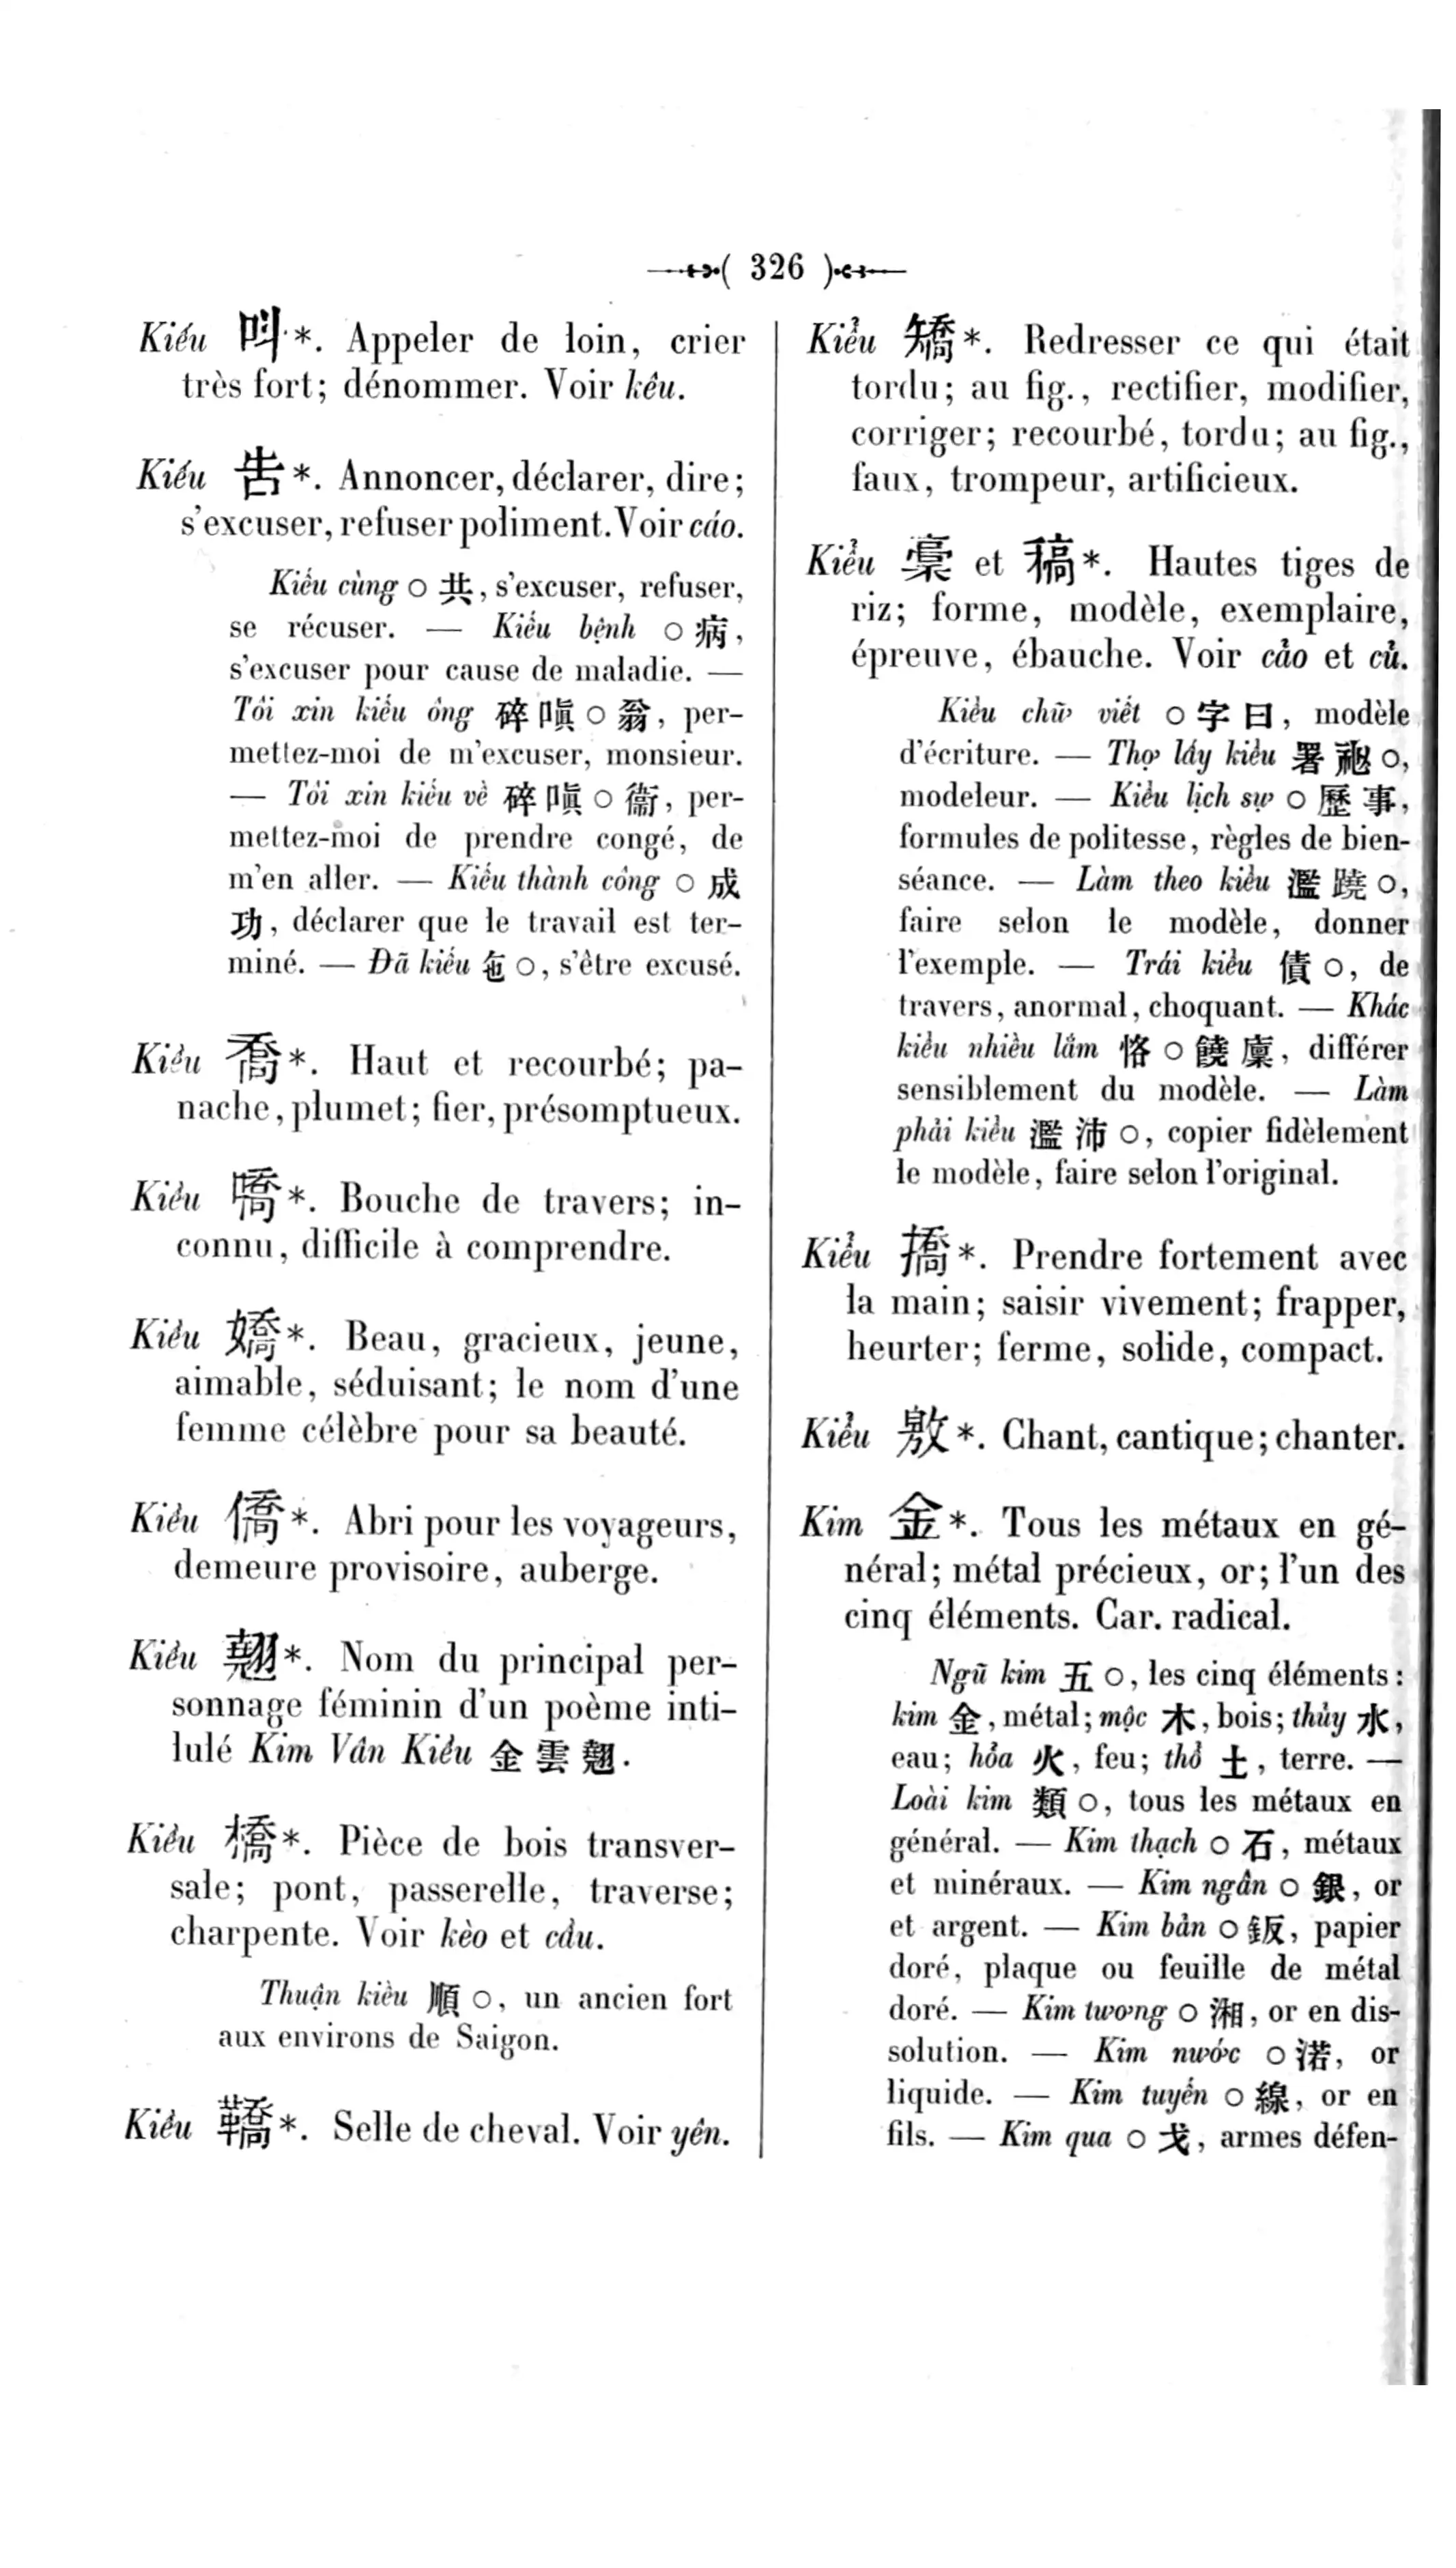 ( 326 )
Kiếu 叫*. Appeler de loin, crier
très fort; dénommer. Voir kêu.
Kiếu 告*. Annoncer, déclarer, dire;
s'excuser, refuser poliment. Voir cáo.
Kiếu cùng ○ 共, s'excuser, refuser,
se récuser. — Kiếu bệnh ○ 病,
s'excuser pour cause de maladie. —
Tôi xin kiếu ông 碎 嗔 ○ 翁, per-
mettez-moi de m'excuser, monsieur.
— Tôi xin kiếu về 碎 嗔 ○ 衞, per-
mettez-moi de prendre congé, de
m'en aller. — Kiếu thành công ○ 成
功, déclarer que le travail est ter-
miné. — Đã kiếu ○, s'être excusé.
Kiều 喬*. Haut et recourbé; pa-
nache, plumet; fier, présomptueux.
Kiều 嘺*. Bouche de travers; in-
connu, difficile à comprendre.
Kiều 嬌*. Beau, gracieux, jeune,
aimable, séduisant; le nom d'une
femme célèbre pour sa beauté.
Kiều 僑*. Abri pour les voyageurs,
demeure provisoire, auberge.
Kiều 翹*. Nom du principal per-
sonnage féminin d'un poème inti-
lulé Kim Vân Kiều 金 雲 翹.
Kiều 橋*. Pièce de bois transver-
sale; pont, passerelle, traverse;
charpente. Voir kèo et cầu.
Thuận kiều 順 ○, un ancien fort
aux environs de Saigon.
Kiều 鞽*. Selle de cheval. Voir yên.
Kiểu 矯*. Redresser ce qui était
tordu; au fig., rectifier, modifier,
corriger; recourbé, tordu; au fig.,
faux, trompeur, artificieux.
Kiểu 稾 et 稿*. Hautes tiges de
riz; forme, modèle, exemplaire,
épreuve, ébauche. Voir cảo et củ.
Kiểu chữ viết ○ 字 曰, modèle
d'écriture. — Thợ lấy kiểu 署 ○,
modeleur. — Kiểu lịch sự ○ 歷 事,
formules de politesse, règles de bien-
séance. — Làm theo kiểu 濫 蹺 ○,
faire selon le modèle, donner
l'exemple. — Trái kiểu 債 ○, de
travers, anormal, choquant. — Khác
kiểu nhiều lắm 恪 ○ 饒 廩, différer
sensiblement du modèle. — Làm
phải kiểu 濫 沛 ○, copier fidèlement
le modèle, faire selon l'original.
Kiểu 撟*. Prendre fortement avec
la main; saisir vivement; frapper,
heurter; ferme, solide, compact.
Kiểu 敫*. Chant, cantique; chanter.
Kim 金*. Tous les métaux en gé-
néral; métal précieux, or; l'un des
cinq éléments. Car. radical.
Ngũ kim 五 ○, les cinq éléments:
kim 金, métal; mộc 木, bois; thủy 水,
eau; hỏa 火, feu; thổ 土, terre. —
Loài kim 類 ○, tous les métaux en
général. — Kim thạch ○ 石, métaux
et minéraux. — Kim ngân ○ 銀, or
et argent. — Kim bản ○ 鈑, papier
doré, plaque ou feuille de métal
doré. — Kim tương ○ 湘, or en dis-
solution. — Kim nước ○ 渃, or
liquide. — Kim tuyến ○ 線, or en
fils. — Kim qua ○ 戈, armes défen-